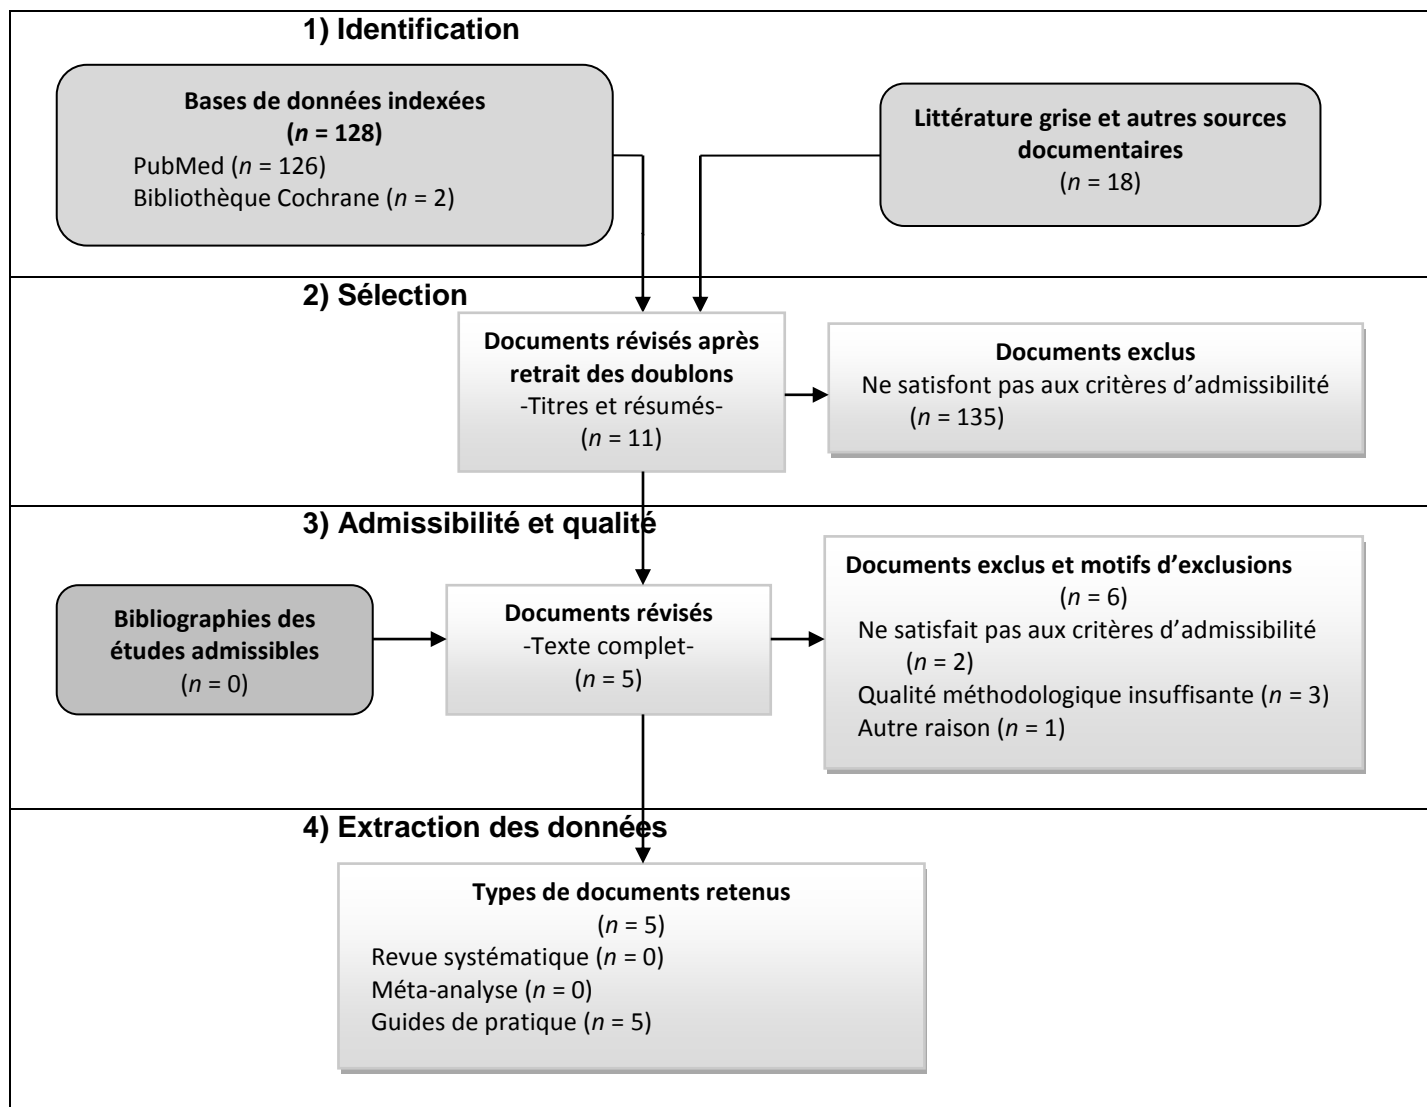 1) Identification
Bases de données indexées
(n = 128)
PubMed (n = 126)
Bibliothèque Cochrane (n = 2)
Littérature grise et autres sources
documentaires
(n = 18)
2) Sélection
Documents révisés après
retrait des doublons
-Titres et résumés-
(n = 11)
Documents exclus
Ne satisfont pas aux critères d’admissibilité
(n = 135)
3) Admissibilité et qualité
Bibliographies des
études admissibles
(n = 0)
Documents révisés
-Texte complet-
(n = 5)
Documents exclus et motifs d’exclusions
(n = 6)
Ne satisfait pas aux critères d’admissibilité
(n = 2)
Qualité méthodologique insuffisante (n = 3)
Autre raison (n = 1)
4) Extraction des données
Types de documents retenus
(n = 5)
Revue systématique (n = 0)
Méta-analyse (n = 0)
Guides de pratique (n = 5)